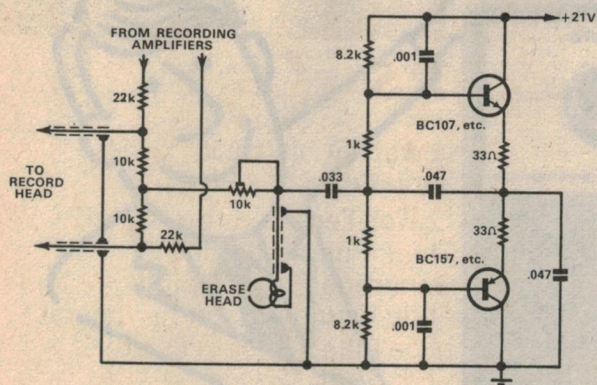 FROM RECORDING
AMPLIFIERS
+21V
8.2k
.001
22k
BC107, etc.
TO
RECORD
HEAD
10k
1k
33Ω
10k
.033
.047
10k
22k
1k
33Ω
BC157, etc.
.047
ERASE
HEAD
8.2k
.001